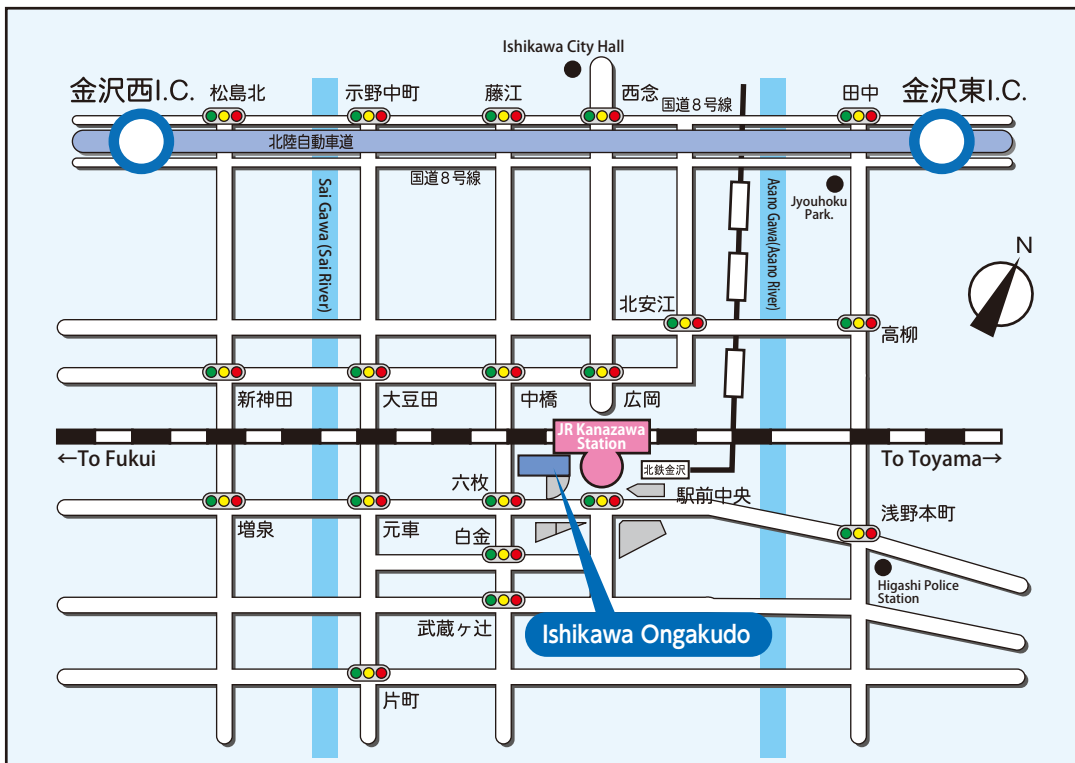 Ishikawa City Hall
金沢西I.C.
松島北
示野中町
藤江
西念
国道8号線
田中
金沢東I.C.
北陸自動車道
国道8号線
Sai Gawa (Sai River)
Asano Gawa(Asano River)
Jyouhoku
Park.
N
北安江
高柳
新神田
大豆田
中橋
広岡
JR Kanazawa
Station
←To Fukui
To Toyama→
北鉄金沢
六枚
駅前中央
増泉
元車
白金
浅野本町
Higashi Police
Station
武蔵ヶ辻
Ishikawa Ongakudo
片町